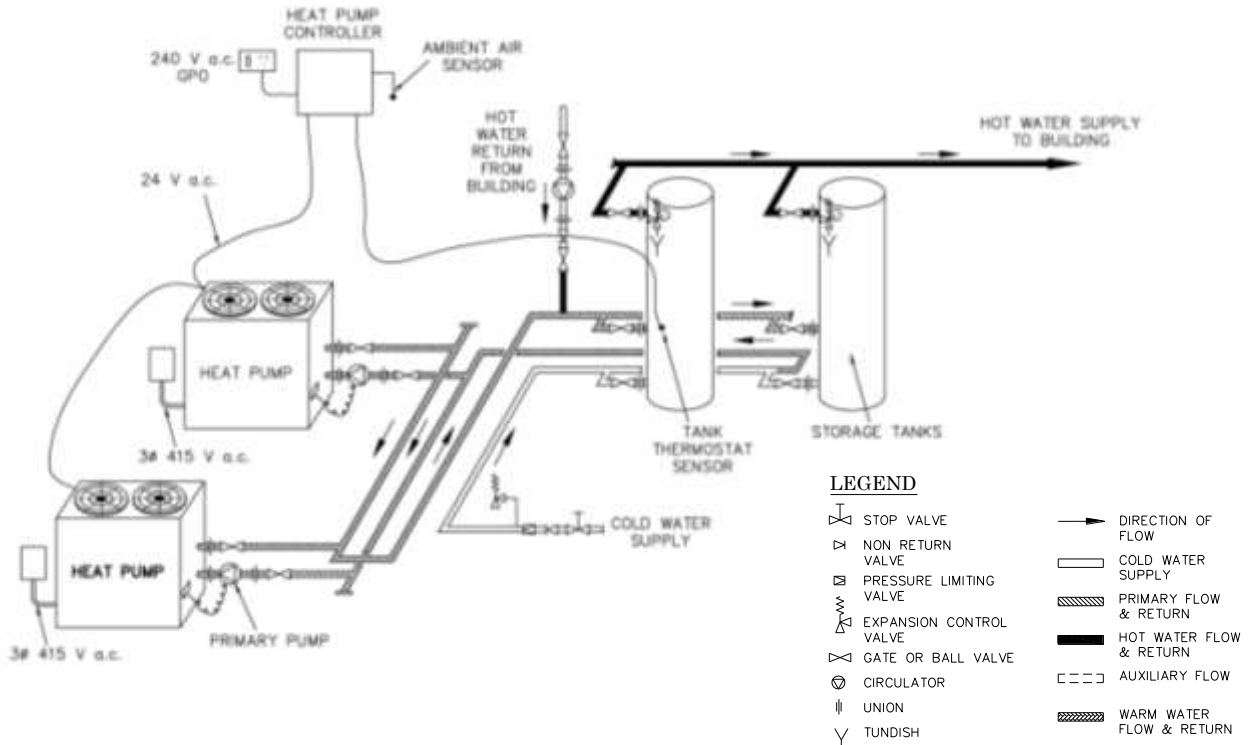 HEAT PUMP
CONTROLLER
240 V a.c.
GPO
AMBIENT AIR
SENSOR
HOT
WATER
RETURN
FROM
BUILDING
HOT WATER SUPPLY
TO BUILDING
24 V a.c.
HEAT PUMP
3ø 415 V a.c.
TANK
THERMOSTAT
SENSOR
STORAGE TANKS
COLD WATER
SUPPLY
HEAT PUMP
PRIMARY PUMP
3ø 415 V a.c.
LEGEND
STOP VALVE
NON RETURN
VALVE
PRESSURE LIMITING
VALVE
EXPANSION CONTROL
VALVE
GATE OR BALL VALVE
CIRCULATOR
UNION
TUNDISH
DIRECTION OF
FLOW
COLD WATER
SUPPLY
PRIMARY FLOW
& RETURN
HOT WATER FLOW
& RETURN
AUXILIARY FLOW
WARM WATER
FLOW & RETURN